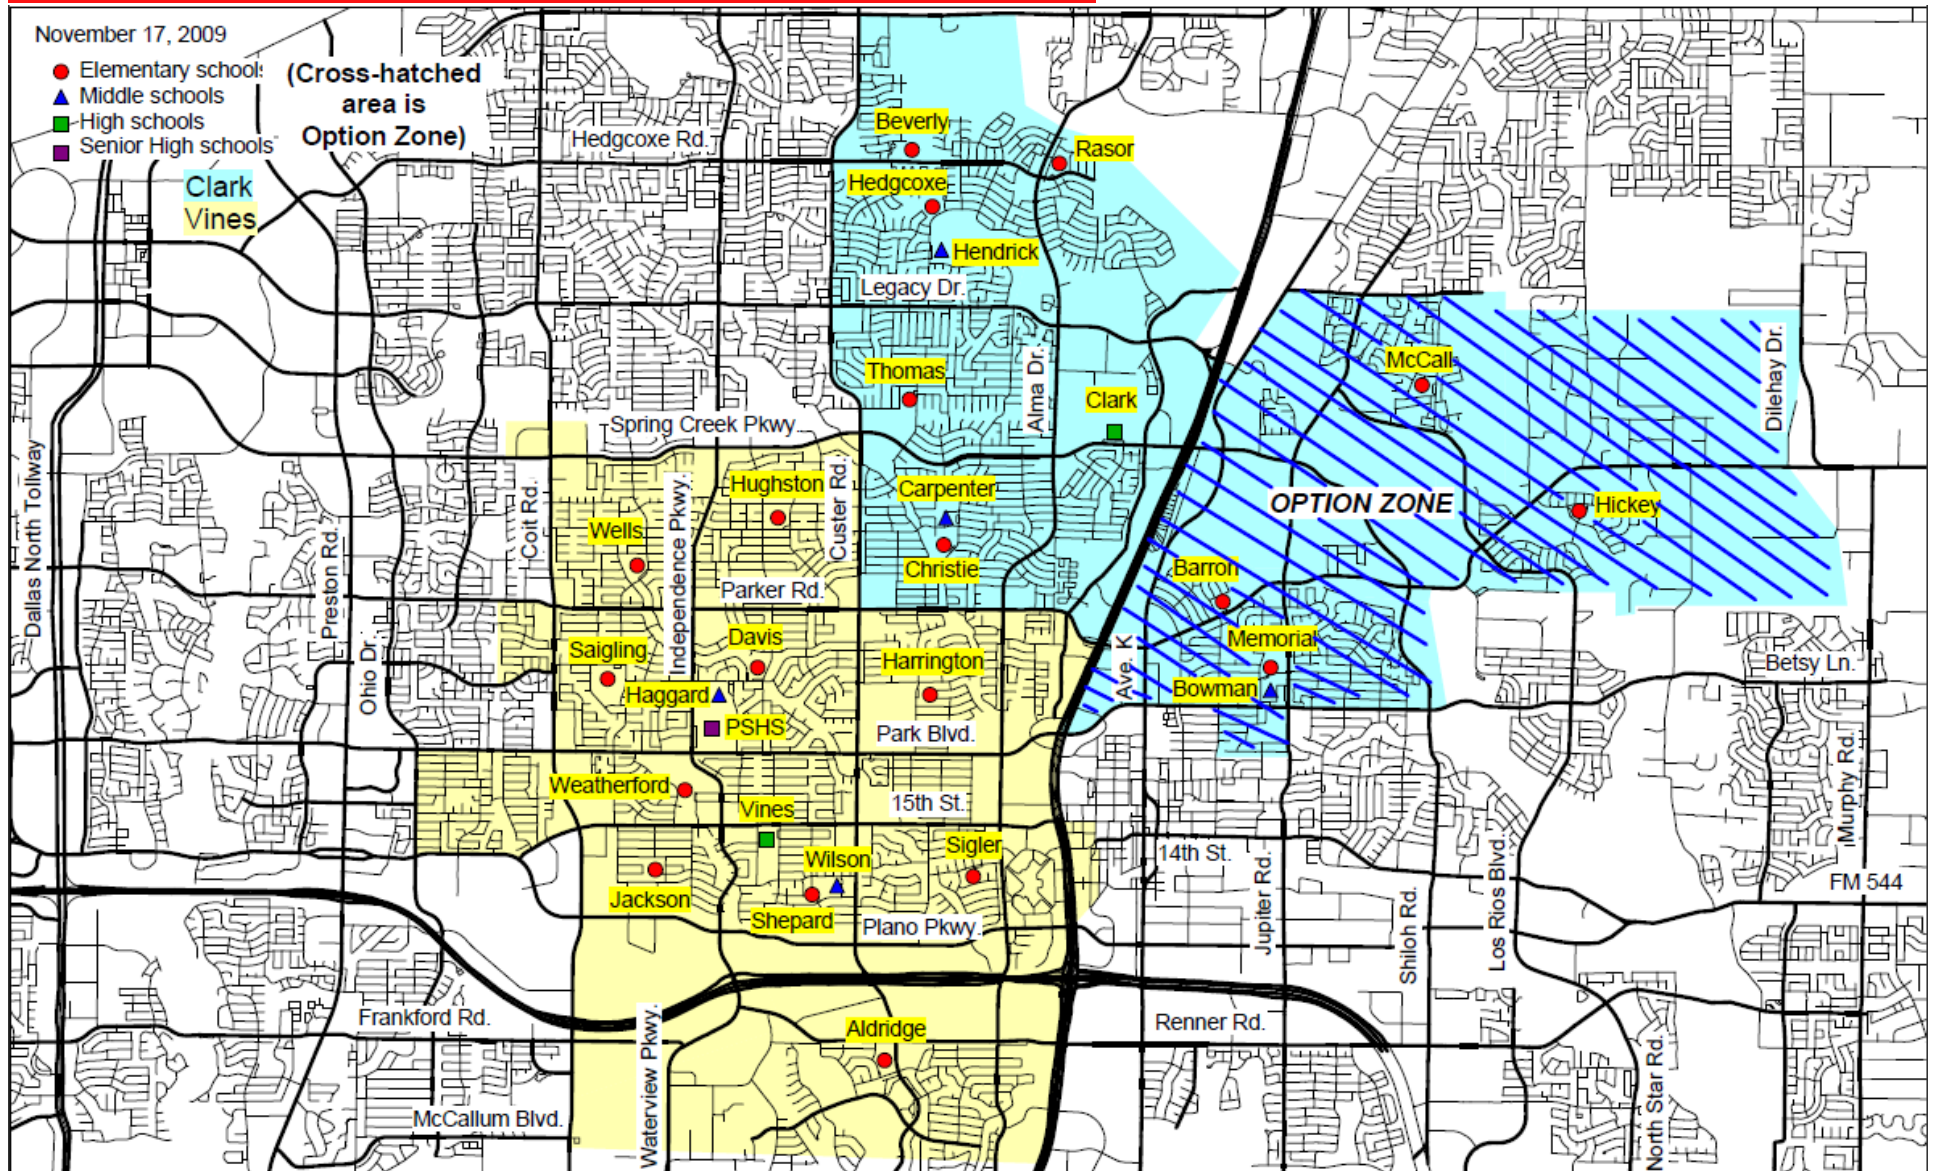 November 17, 2009
Elementary schools
Middle schools
High schools
Senior High schools
(Cross-hatched
area is
Option Zone)
Clark
Vines
Hedgcoxe Rd.
Beverly
Rasor
Hedgcoxe
Hendrick
Legacy Dr.
Thomas
Alma Dr.
Clark
McCall
Dilehay Dr.
Spring Creek Pkwy
Dallas North Tollway
Preston Rd.
Coit Rd.
Independence Pkwy.
Hughston
Custer Rd.
Carpenter
OPTION ZONE
Hickey
Wells
Christie
Barron
Parker Rd.
Ohio Dr
Saigling
Davis
Harrington
Ave. K
Memorial
Betsy Ln.
Haggard
Bowman
PSHS
Park Blvd.
Murphy Rd.
Weatherford
Vines
15th St.
Wilson
Sigler
14th St.
Jupiter Rd.
Shiloh Rd.
Los Rios Blvd.
FM 544
Jackson
Shepard
Plano Pkwy.
Frankford Rd.
Waterview Pkwy.
Aldridge
Renner Rd.
North Star Rd.
McCallum Blvd.